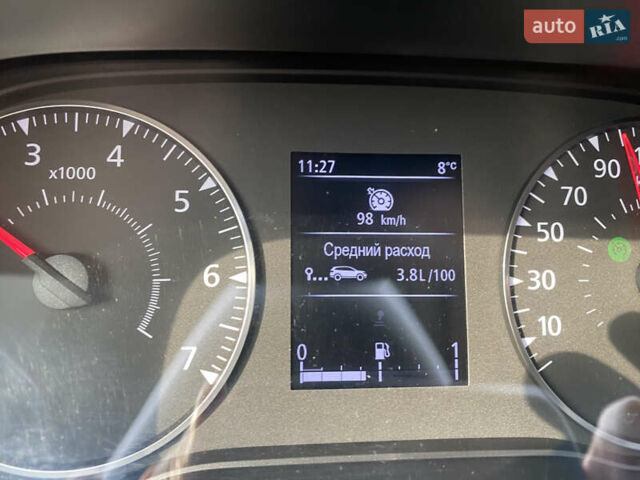 auto RIA.com
11:27 8°C
98 km/h
Средний расход
3.8L/100
0 1
3 4 5 6 7
x1000
10 30 50 70 90